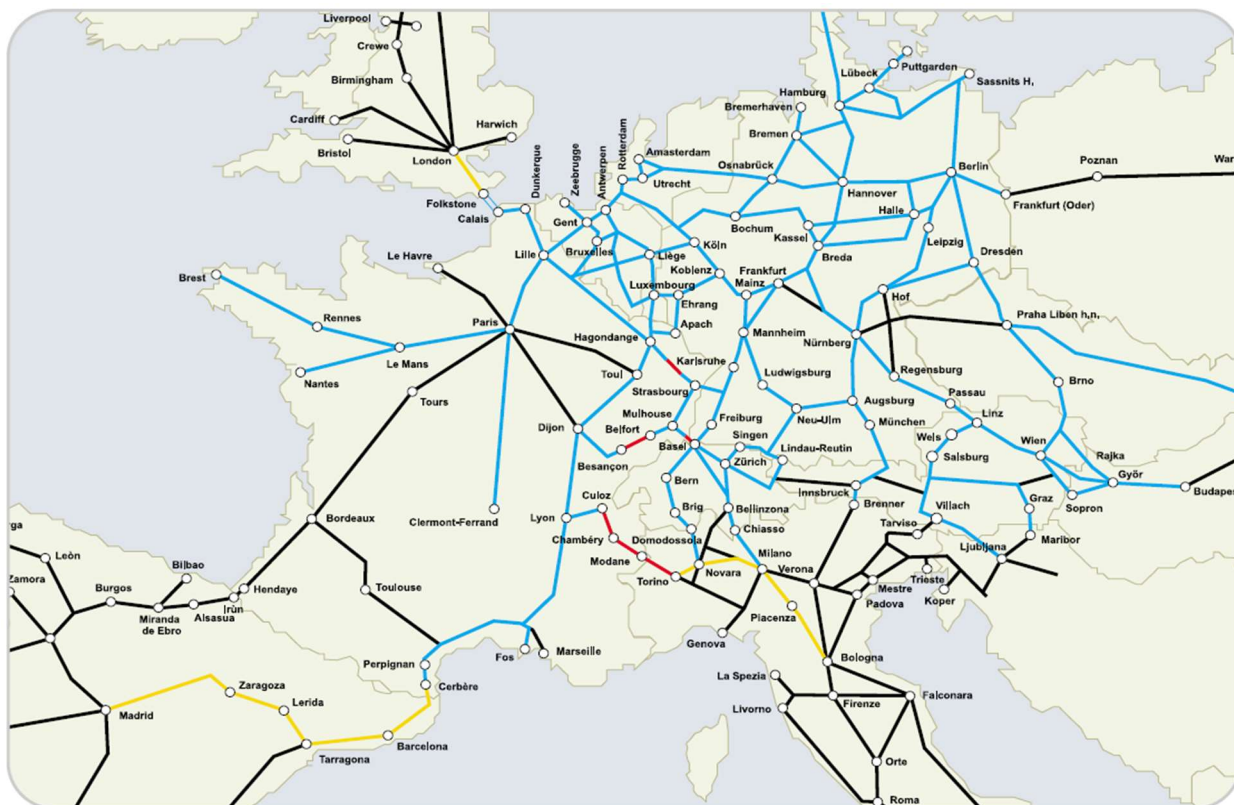 Liverpool
Crewe
Birmingham
Cardiff
Bristol
Harwich
London
Folkstone
Calais
Dunkerque
Zeebrugge
Antwerpen
Rotterdam
Amasterdam
Utrecht
Hamburg
Bremerhaven
Bremen
Osnabrück
Lübeck
Puttgarden
Sassnits H,
Berlin
Poznan
War
Frankfurt (Oder)
Hannover
Halle
Leipzig
Bochum
Kassel
Breda
Dresden
Gent
Bruxelles
Lille
Liège
Köln
Koblenz
Frankfurt
Mainz
Luxembourg
Ehrang
Apach
Le Havre
Brest
Rennes
Paris
Le Mans
Nantes
Tours
Hagondange
Toul
Karlsruhe
Strasbourg
Mannheim
Ludwigsburg
Nürnberg
Hof
Praha Liben h,n,
Regensburg
Passau
Brno
Linz
Augsburg
München
Neu-Ulm
Mulhouse
Belfort
Basel
Freiburg
Singen
Dijon
Besançon
Zürich
Lindau-Reutin
Wels
Salsburg
Wien
Rajka
Györ
Budape
Sopron
Graz
Maribor
Bern
Brig
Innsbruck
Brenner
Villach
Tarviso
Ljubljana
Bellinzona
Chiasso
Domodossola
Culoz
Lyon
Chambéry
Modane
Torino
Novara
Milano
Verona
Trieste
Koper
Mestre
Padova
Piacenza
Genova
Bologna
Clermont-Ferrand
Bordeaux
Toulouse
Hendaye
Irùn
Bilbao
Alsasua
Miranda
de Ebro
Burgos
Leòn
rga
Zamora
Perpignan
Cerbère
Fos
Marseille
La Spezia
Livorno
Firenze
Falconara
Orte
Roma
Madrid
Zaragoza
Lerida
Tarragona
Barcelona